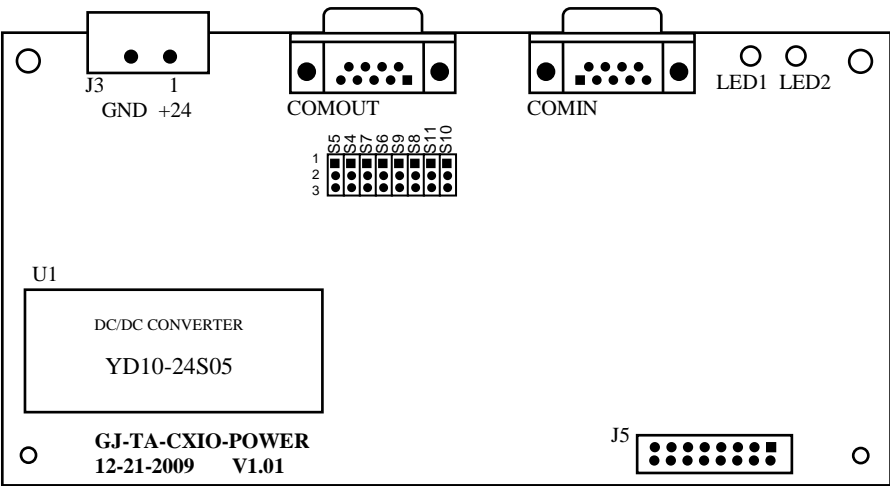 J3 1
GND +24
COMOUT
COMIN
LED1 LED2
S5 S4 S7 S6 S9 S8 S11 S10
1
2
3
U1
DC/DC CONVERTER
YD10-24S05
GJ-TA-CXIO-POWER
12-21-2009 V1.01
J5